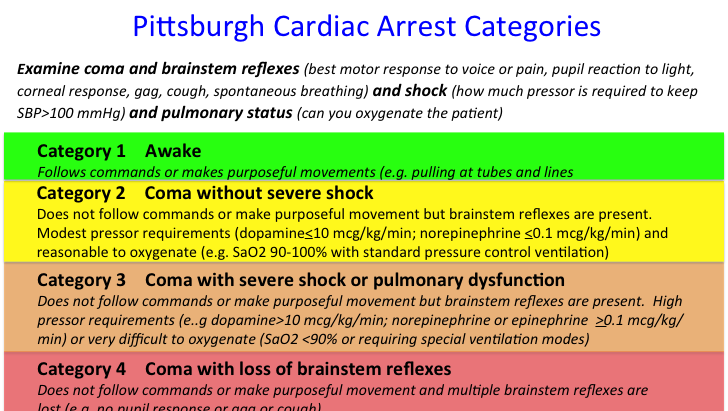 Pittsburgh Cardiac Arrest Categories
Examine coma and brainstem reflexes (best motor response to voice or pain, pupil reaction to light,
corneal response, gag, cough, spontaneous breathing) and shock (how much pressor is required to keep
SBP>100 mmHg) and pulmonary status (can you oxygenate the patient)
Category 1 Awake
Follows commands or makes purposeful movements (e.g. pulling at tubes and lines
Category 2 Coma without severe shock
Does not follow commands or make purposeful movement but brainstem reflexes are present.
Modest pressor requirements (dopamine≤10 mcg/kg/min; norepinephrine ≤0.1 mcg/kg/min) and
reasonable to oxygenate (e.g. SaO2 90-100% with standard pressure control ventilation)
Category 3 Coma with severe shock or pulmonary dysfunction
Does not follow commands or make purposeful movement but brainstem reflexes are present. High
pressor requirements (e..g dopamine>10 mcg/kg/min; norepinephrine or epinephrine ≥0.1 mcg/kg/
min) or very difficult to oxygenate (SaO2 <90% or requiring special ventilation modes)
Category 4 Coma with loss of brainstem reflexes
Does not follow commands or make purposeful movement and multiple brainstem reflexes are
lost (e.g. no pupil response or gag or cough)